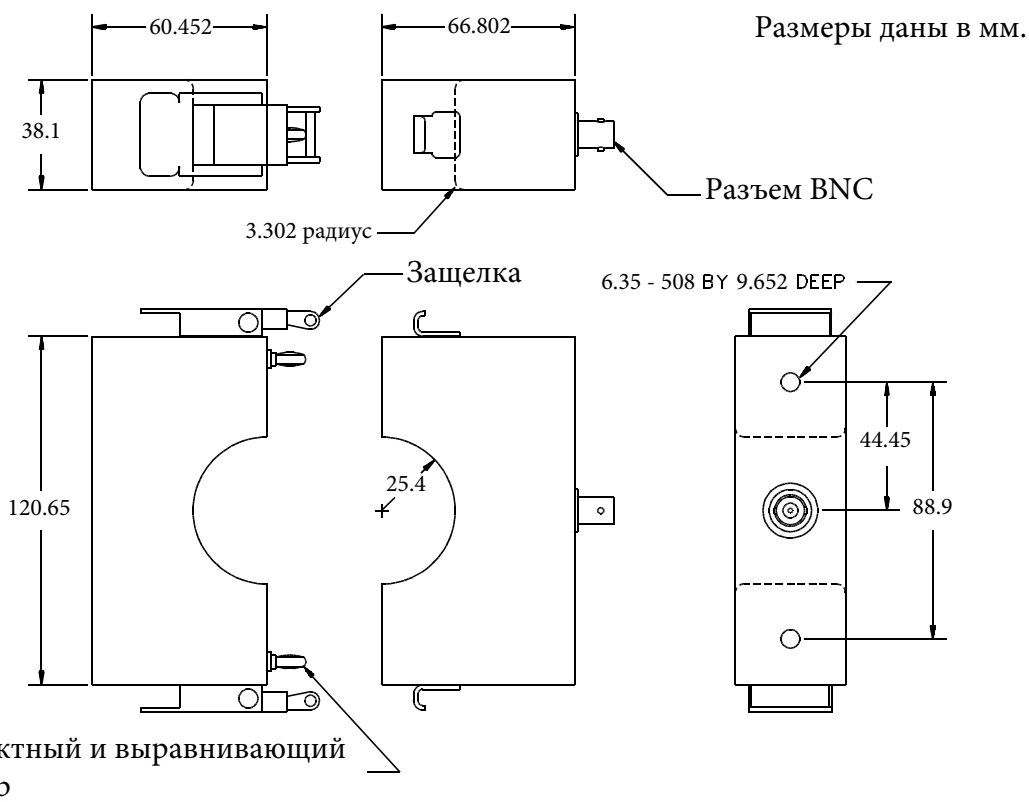 60.452
66.802
Размеры даны в мм.
38.1
Разъем BNC
3.302 радиус
Защелка
6.35 - 508 BY 9.652 DEEP
44.45
25.4
120.65
88.9
ктный и выравнивающий
р